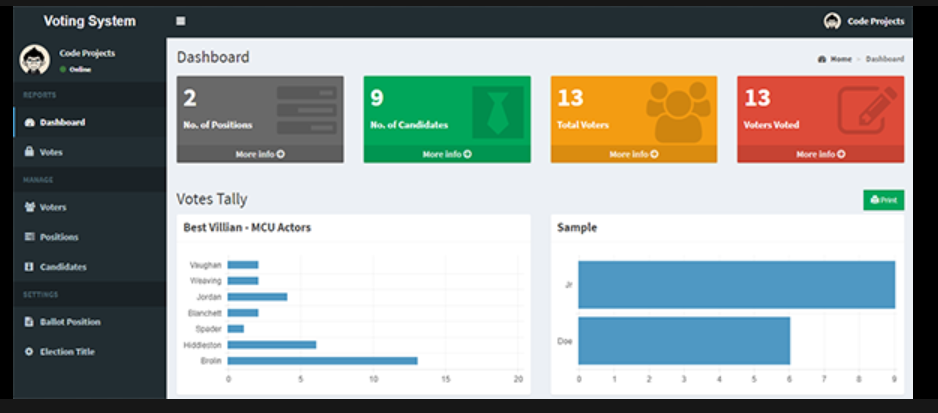 Voting System
Code Projects
Code Projects
Online
REPORTS
Dashboard
Votes
MANAGE
Voters
Positions
Candidates
SETTINGS
Ballot Position
Election Title
Dashboard
Home > Dashboard
2
No. of Positions
More info
9
No. of Candidates
More info
13
Total Voters
More info
13
Voters Voted
More info
Votes Tally
Print
Best Villian - MCU Actors
Vaughan
Weaving
Jordan
Blanchett
Spader
Hiddleston
Brolin
0 5 10 15 20
Sample
Jr
Doe
0 1 2 3 4 5 6 7 8 9